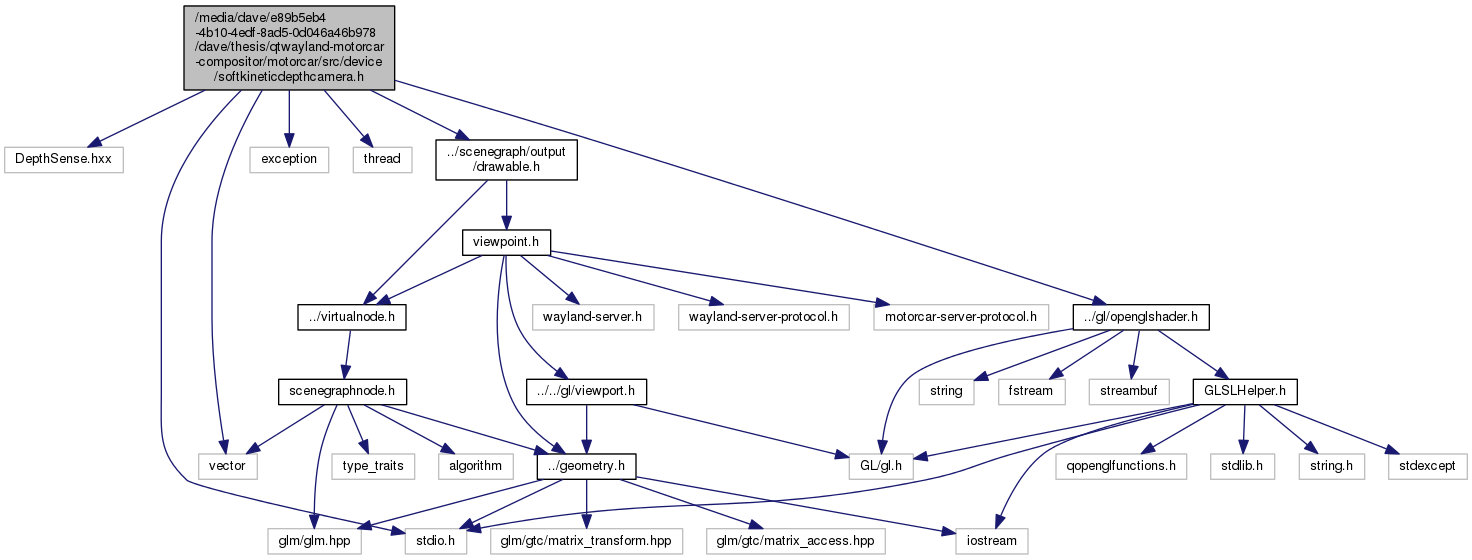 /media/dave/e89b5eb4
-4b10-4edf-8ad5-0d046a46b978
/dave/thesis/qtwayland-motorcar
-compositor/motorcar/src/device
/softkineticdepthcamera.h
DepthSense.hxx
exception
thread
../scenegraph/output
/drawable.h
viewpoint.h
../virtualnode.h
wayland-server.h
wayland-server-protocol.h
motorcar-server-protocol.h
../gl/openglshader.h
scenegraphnode.h
../../gl/viewport.h
string
fstream
streambuf
GLSLHelper.h
vector
type_traits
algorithm
../geometry.h
GL/gl.h
qopenglfunctions.h
stdlib.h
string.h
stdexcept
glm/glm.hpp
stdio.h
glm/gtc/matrix_transform.hpp
glm/gtc/matrix_access.hpp
iostream